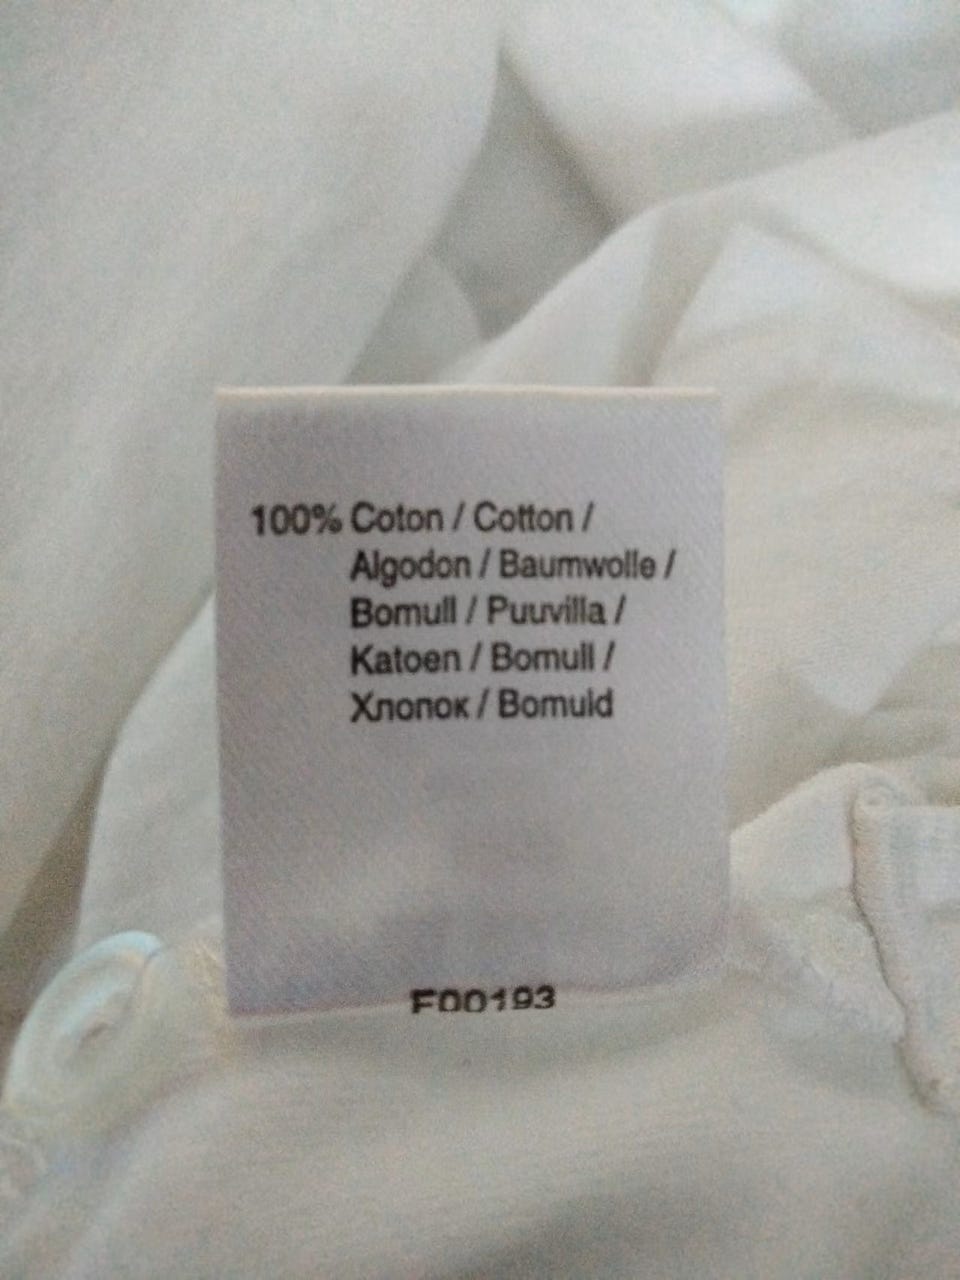 100% Coton / Cotton /
Algodon / Baumwolle /
Bomull / Puuvilla /
Katoen / Bomull /
Хлопок / Bomuld
F00193